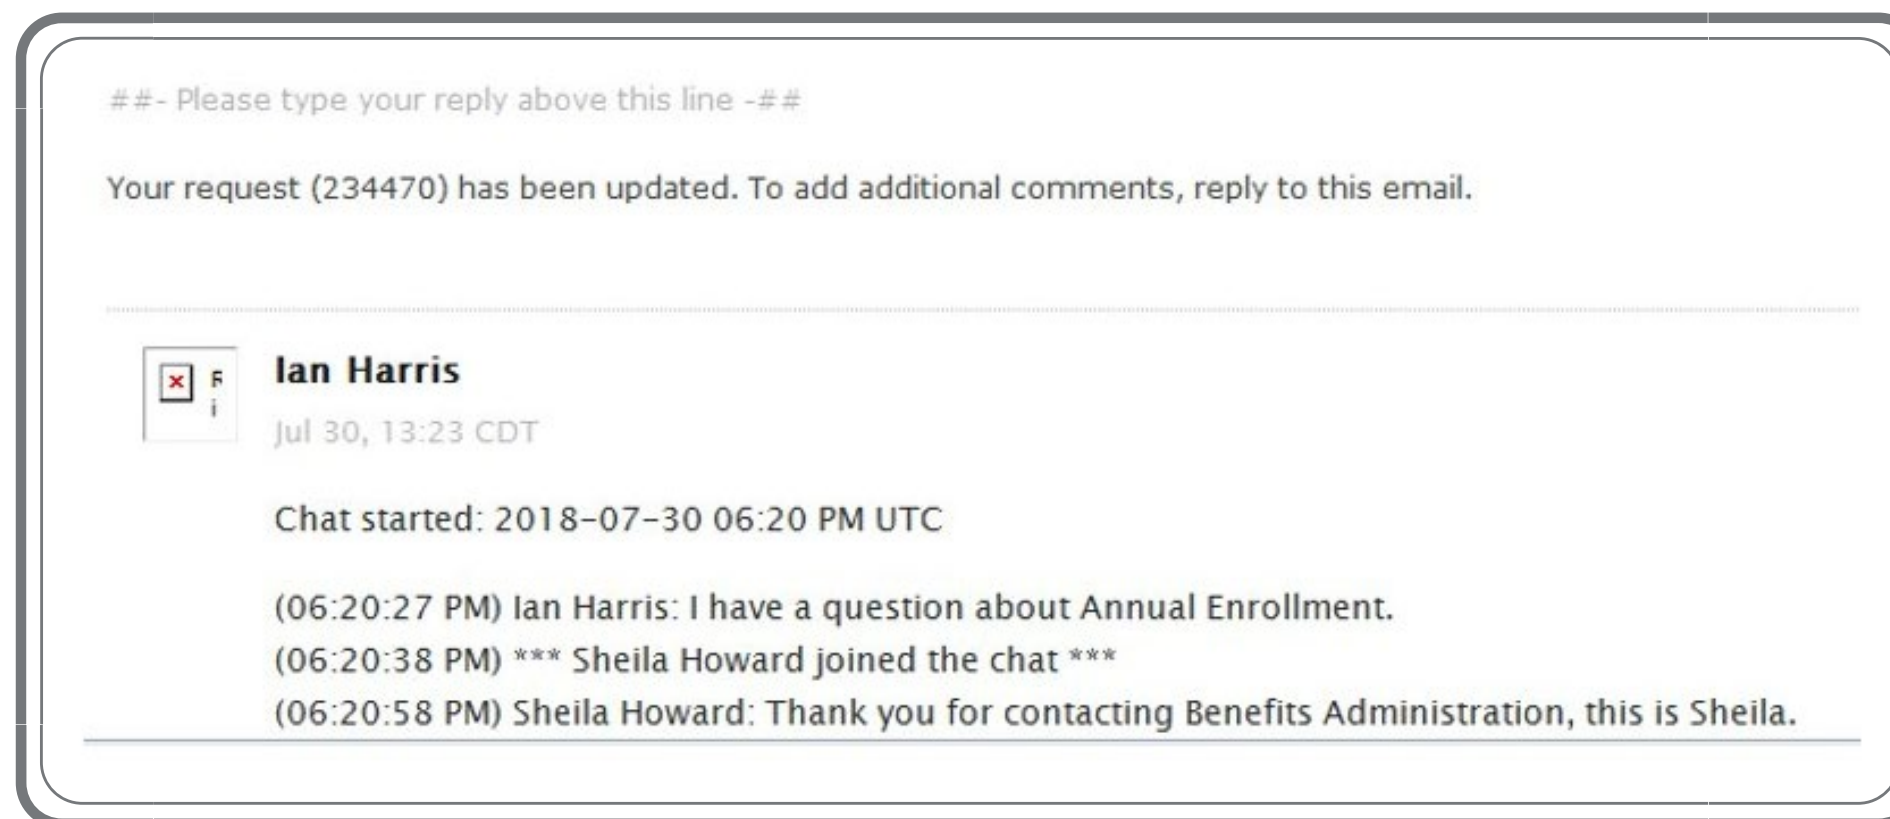 ##- Please type your reply above this line -##
Your request (234470) has been updated. To add additional comments, reply to this email.
Ian Harris
R
i
Jul 30, 13:23 CDT
Chat started: 2018-07-30 06:20 PM UTC
(06:20:27 PM) Ian Harris: I have a question about Annual Enrollment.
(06:20:38 PM) *** Sheila Howard joined the chat ***
(06:20:58 PM) Sheila Howard: Thank you for contacting Benefits Administration, this is Sheila.